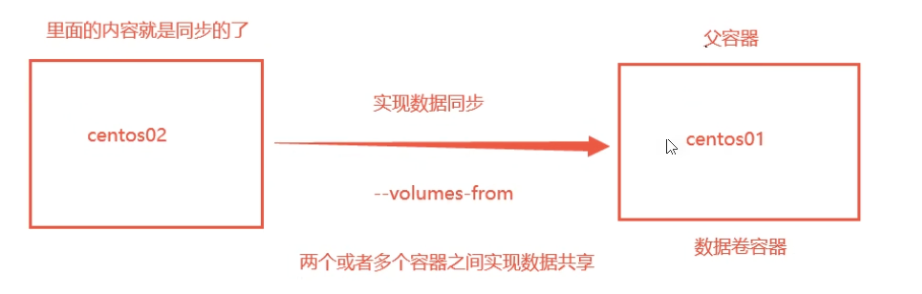 里面的内容就是同步的了
父容器
实现数据同步
centos02
centos01
--volumes-from
数据卷容器
两个或者多个容器之间实现数据共享